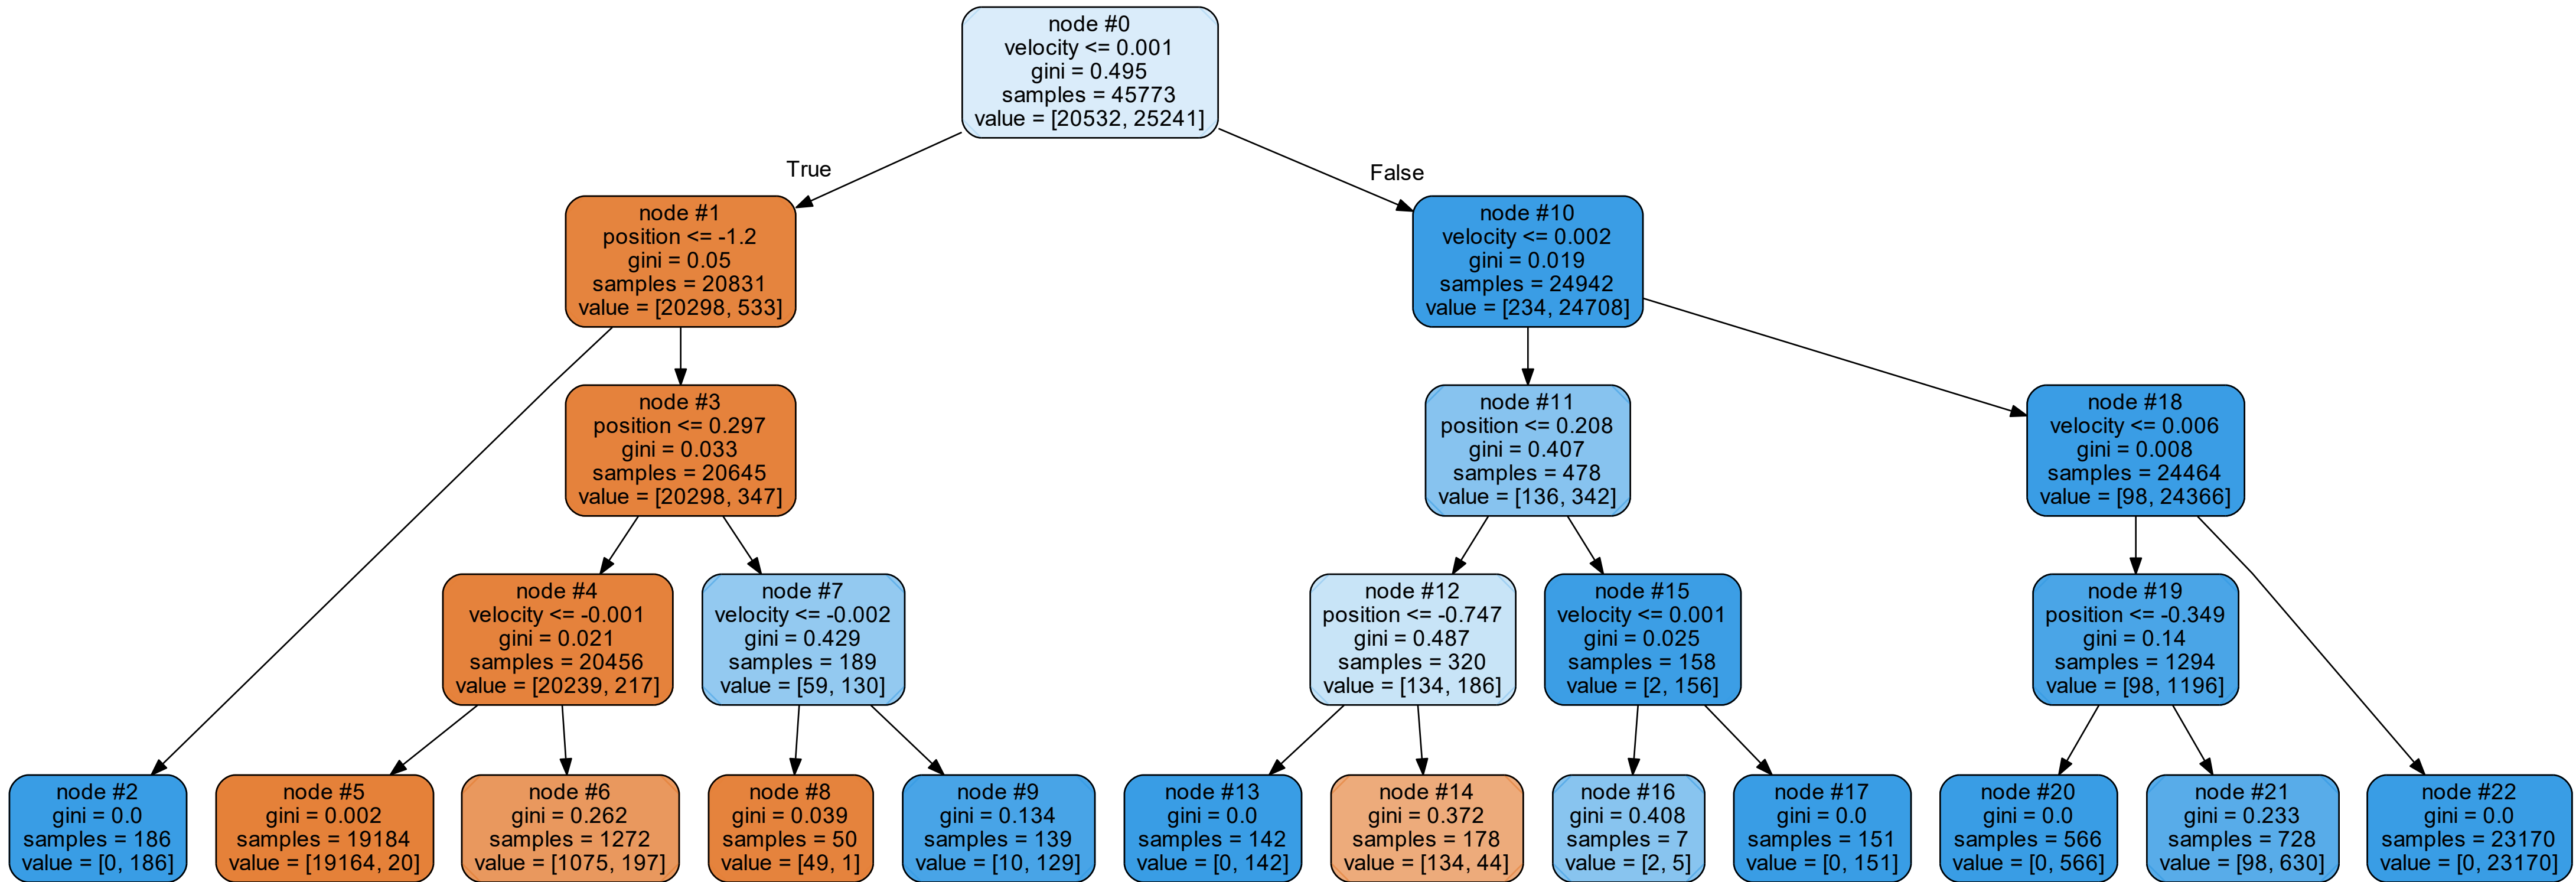 node #0
velocity <= 0.001
gini = 0.495
samples = 45773
value = [20532, 25241]
True
False
node #1
position <= -1.2
gini = 0.05
samples = 20831
value = [20298, 533]
node #10
velocity <= 0.002
gini = 0.019
samples = 24942
value = [234, 24708]
node #3
position <= 0.297
gini = 0.033
samples = 20645
value = [20298, 347]
node #11
position <= 0.208
gini = 0.407
samples = 478
value = [136, 342]
node #18
velocity <= 0.006
gini = 0.008
samples = 24464
value = [98, 24366]
node #4
velocity <= -0.001
gini = 0.021
samples = 20456
value = [20239, 217]
node #7
velocity <= -0.002
gini = 0.429
samples = 189
value = [59, 130]
node #12
position <= -0.747
gini = 0.487
samples = 320
value = [134, 186]
node #15
velocity <= 0.001
gini = 0.025
samples = 158
value = [2, 156]
node #19
position <= -0.349
gini = 0.14
samples = 1294
value = [98, 1196]
node #2
gini = 0.0
samples = 186
value = [0, 186]
node #5
gini = 0.002
samples = 19184
value = [19164, 20]
node #6
gini = 0.262
samples = 1272
value = [1075, 197]
node #8
gini = 0.039
samples = 50
value = [49, 1]
node #9
gini = 0.134
samples = 139
value = [10, 129]
node #13
gini = 0.0
samples = 142
value = [0, 142]
node #14
gini = 0.372
samples = 178
value = [134, 44]
node #16
gini = 0.408
samples = 7
value = [2, 5]
node #17
gini = 0.0
samples = 151
value = [0, 151]
node #20
gini = 0.0
samples = 566
value = [0, 566]
node #21
gini = 0.233
samples = 728
value = [98, 630]
node #22
gini = 0.0
samples = 23170
value = [0, 23170]